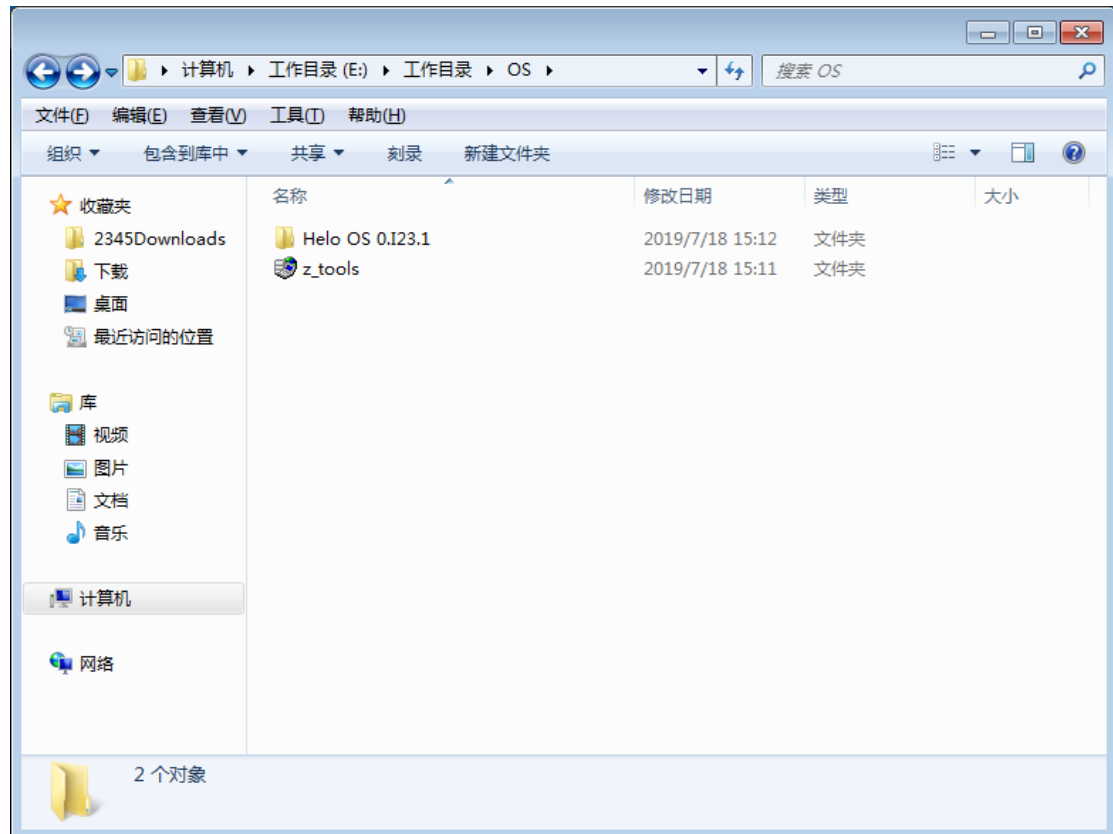 计算机 工作目录 (E:) 工作目录 OS 搜索 OS
文件(F) 编辑(E) 查看(V) 工具(T) 帮助(H)
组织 包含到库中 共享 刻录 新建文件夹
名称 修改日期 类型 大小
Helo OS 0.I23.1 2019/7/18 15:12 文件夹
z_tools 2019/7/18 15:11 文件夹
收藏夹
2345Downloads
下载
桌面
最近访问的位置
库
视频
图片
文档
音乐
计算机
网络
2 个对象